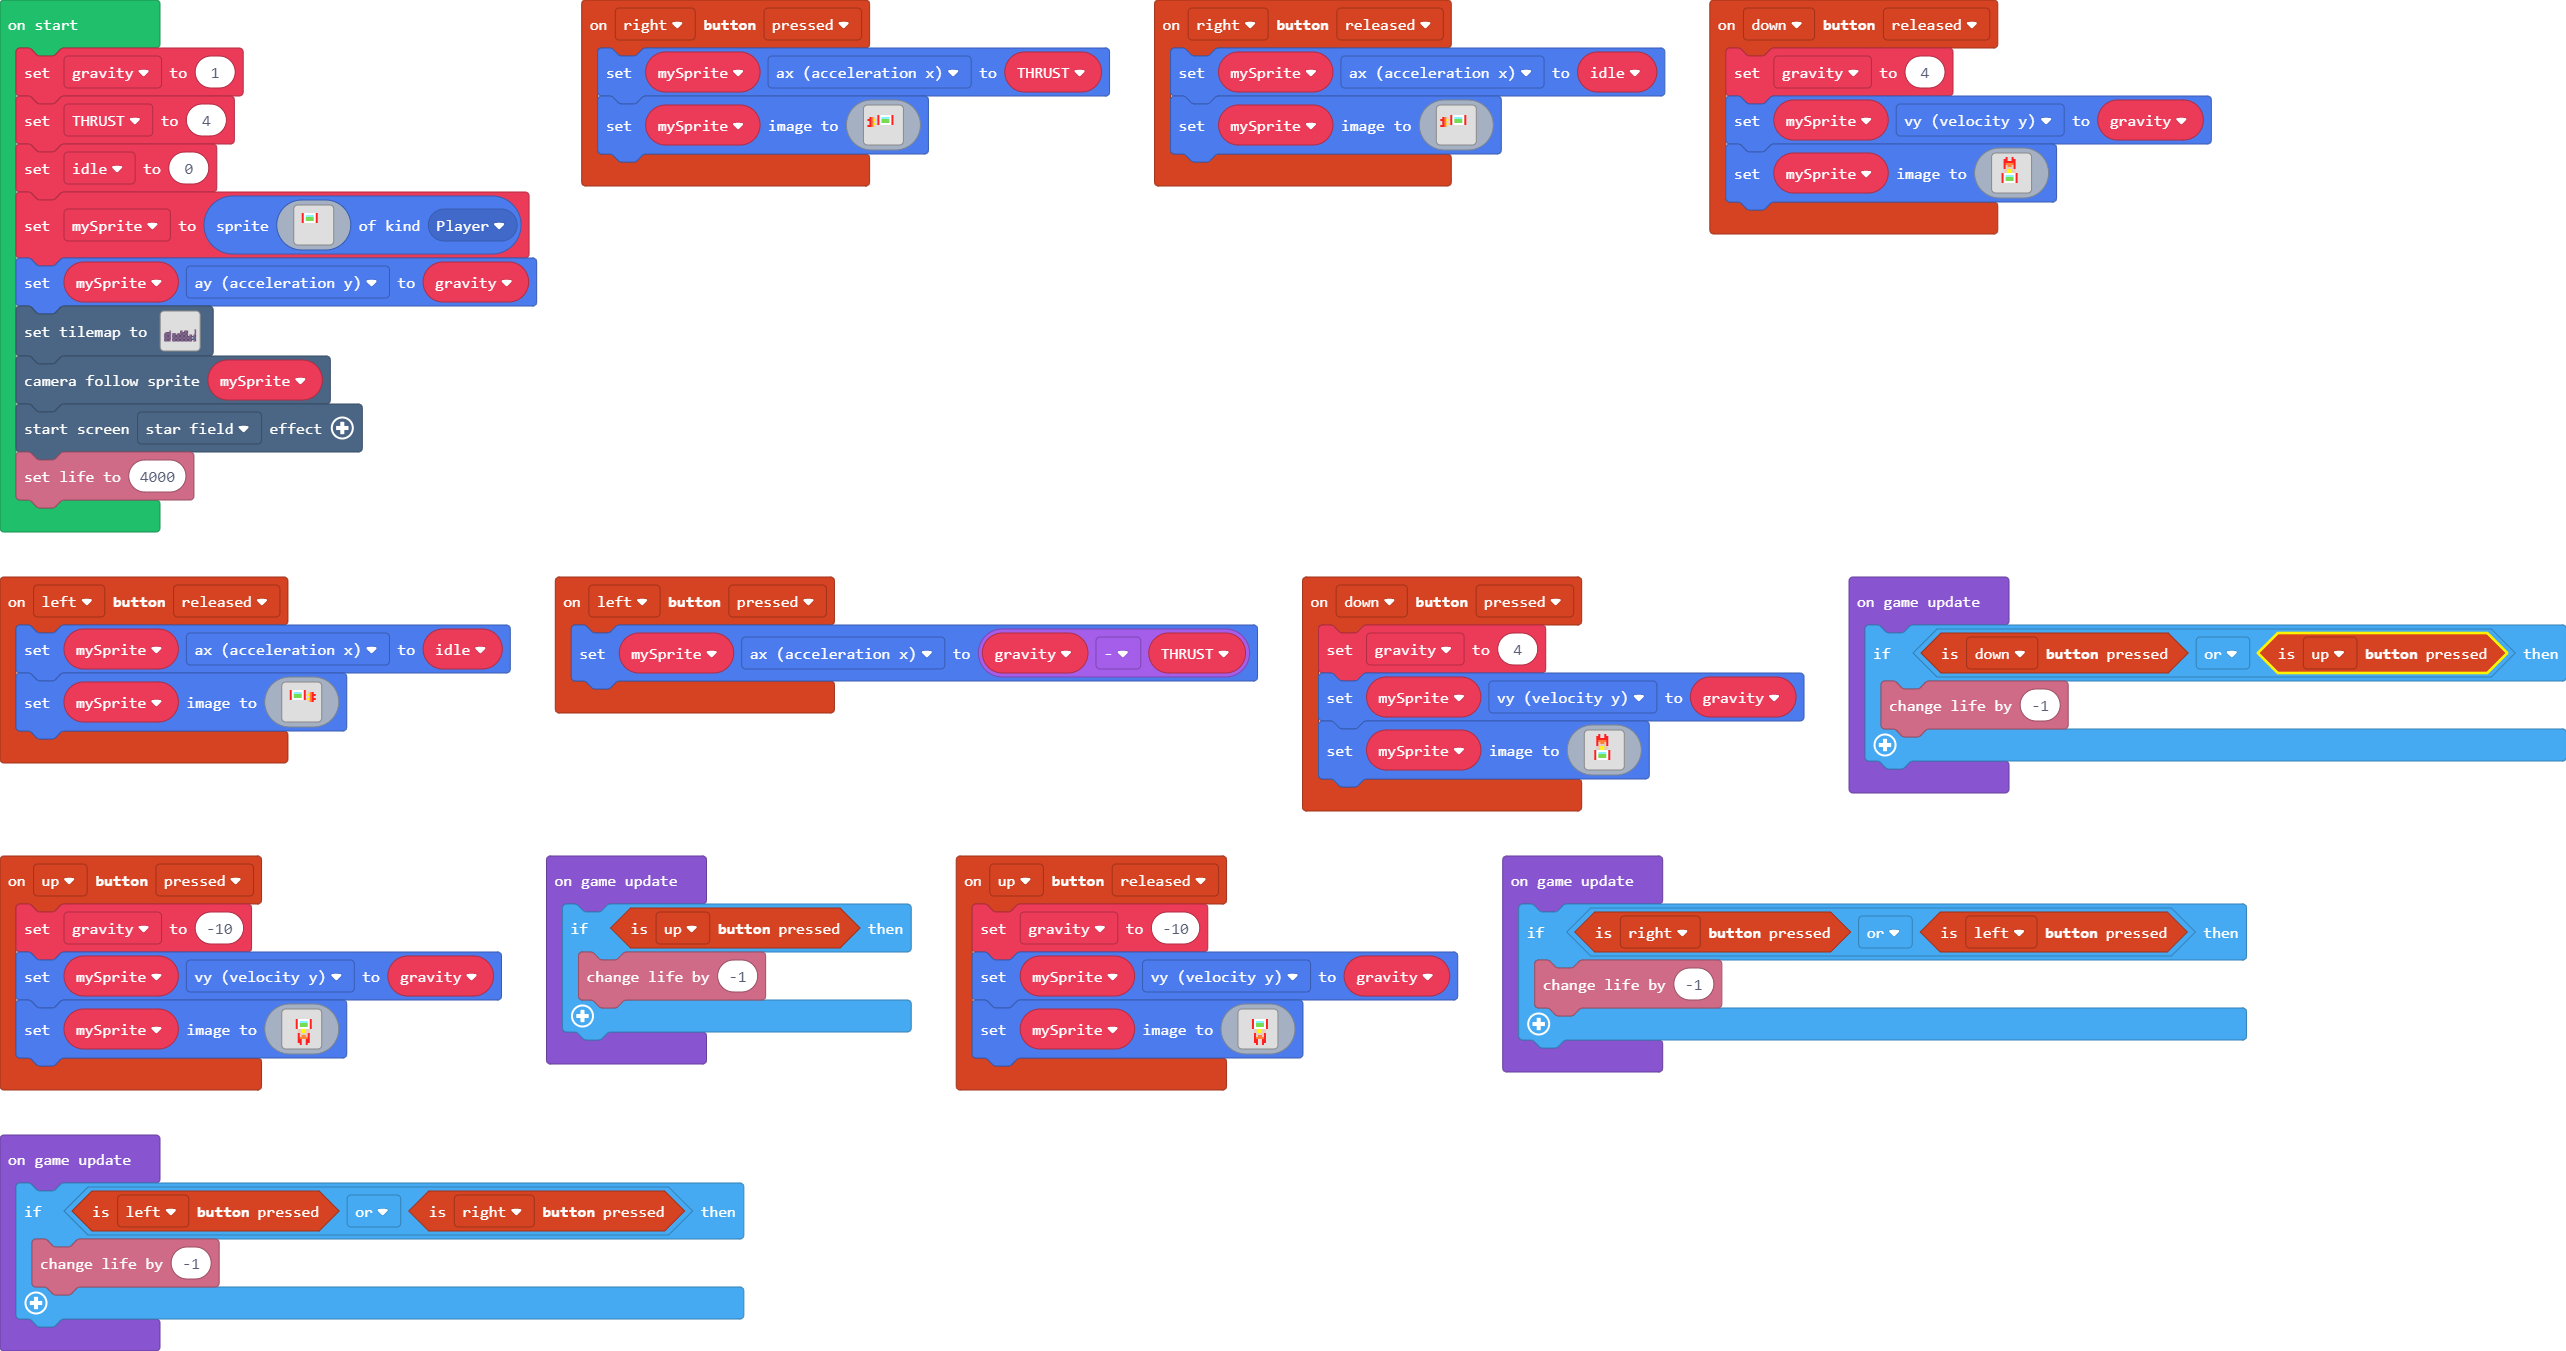 on start
set gravity to 1
set THRUST to 4
set idle to 0
set mySprite to sprite of kind Player
set mySprite ay (acceleration y) to gravity
set tilemap to
camera follow sprite mySprite
start screen star field effect
set life to 4000
on right button pressed
set mySprite ax (acceleration x) to THRUST
set mySprite image to
on right button released
set mySprite ax (acceleration x) to idle
set mySprite image to
on down button released
set gravity to 4
set mySprite vy (velocity y) to gravity
set mySprite image to
on left button released
set mySprite ax (acceleration x) to idle
set mySprite image to
on left button pressed
set mySprite ax (acceleration x) to gravity - THRUST
on down button pressed
set gravity to 4
set mySprite vy (velocity y) to gravity
set mySprite image to
on game update
if is down button pressed or is up button pressed then
change life by -1
on up button pressed
set gravity to -10
set mySprite vy (velocity y) to gravity
set mySprite image to
on game update
if is up button pressed then
change life by -1
on up button released
set gravity to -10
set mySprite vy (velocity y) to gravity
set mySprite image to
on game update
if is right button pressed or is left button pressed then
change life by -1
on game update
if is left button pressed or is right button pressed then
change life by -1